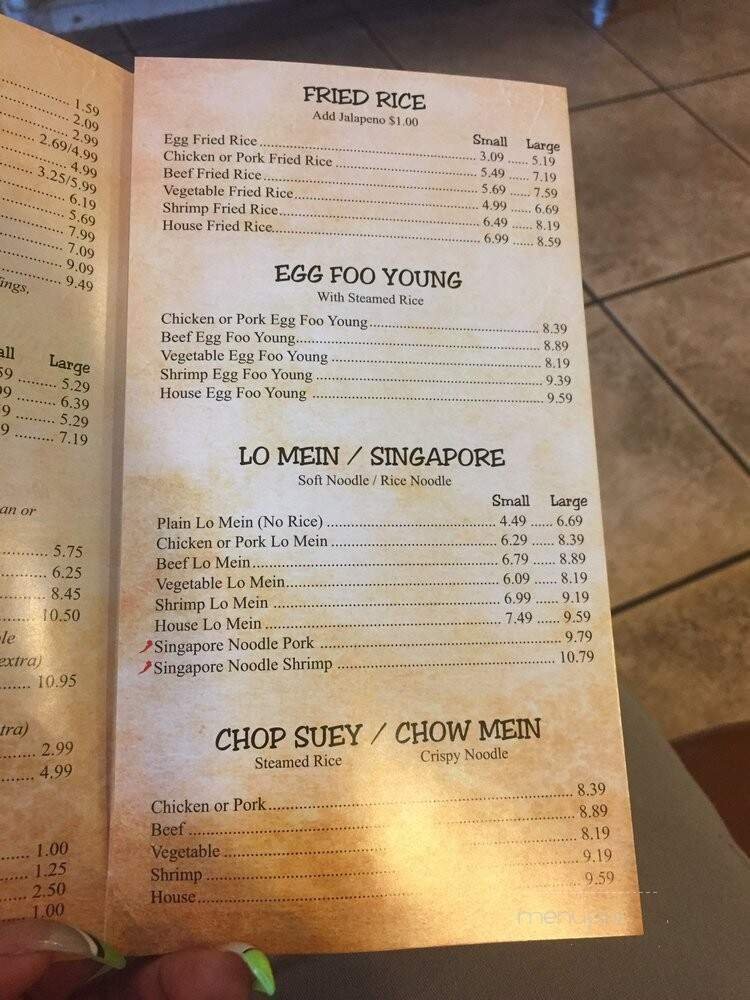 1.59
2.09
2.99
2.69/4.99
4.99
3.25/5.99
6.19
5.69
7.99
7.09
9.09
9.49
Large
5.29
6.39
5.29
7.19
an or
5.75
6.25
8.45
10.50
extra)
10.95
2.99
4.99
1.00
1.25
2.50
1.00
FRIED RICE
Add Jalapeno $1.00
Small Large
Egg Fried Rice 3.09 5.19
Chicken or Pork Fried Rice 5.49 7.19
Beef Fried Rice 5.69 7.59
Vegetable Fried Rice 4.99 6.69
Shrimp Fried Rice 6.49 8.19
House Fried Rice 6.99 8.59
EGG FOO YOUNG
With Steamed Rice
Chicken or Pork Egg Foo Young 8.39
Beef Egg Foo Young 8.89
Vegetable Egg Foo Young 8.19
Shrimp Egg Foo Young 9.39
House Egg Foo Young 9.59
LO MEIN / SINGAPORE
Soft Noodle / Rice Noodle
Small Large
Plain Lo Mein (No Rice) 4.49 6.69
Chicken or Pork Lo Mein 6.29 8.39
Beef Lo Mein 6.79 8.89
Vegetable Lo Mein 6.09 8.19
Shrimp Lo Mein 6.99 9.19
House Lo Mein 7.49 9.59
Singapore Noodle Pork 9.79
Singapore Noodle Shrimp 10.79
CHOP SUEY / CHOW MEIN
Steamed Rice Crispy Noodle
Chicken or Pork 8.39
Beef 8.89
Vegetable 8.19
Shrimp 9.19
House 9.59